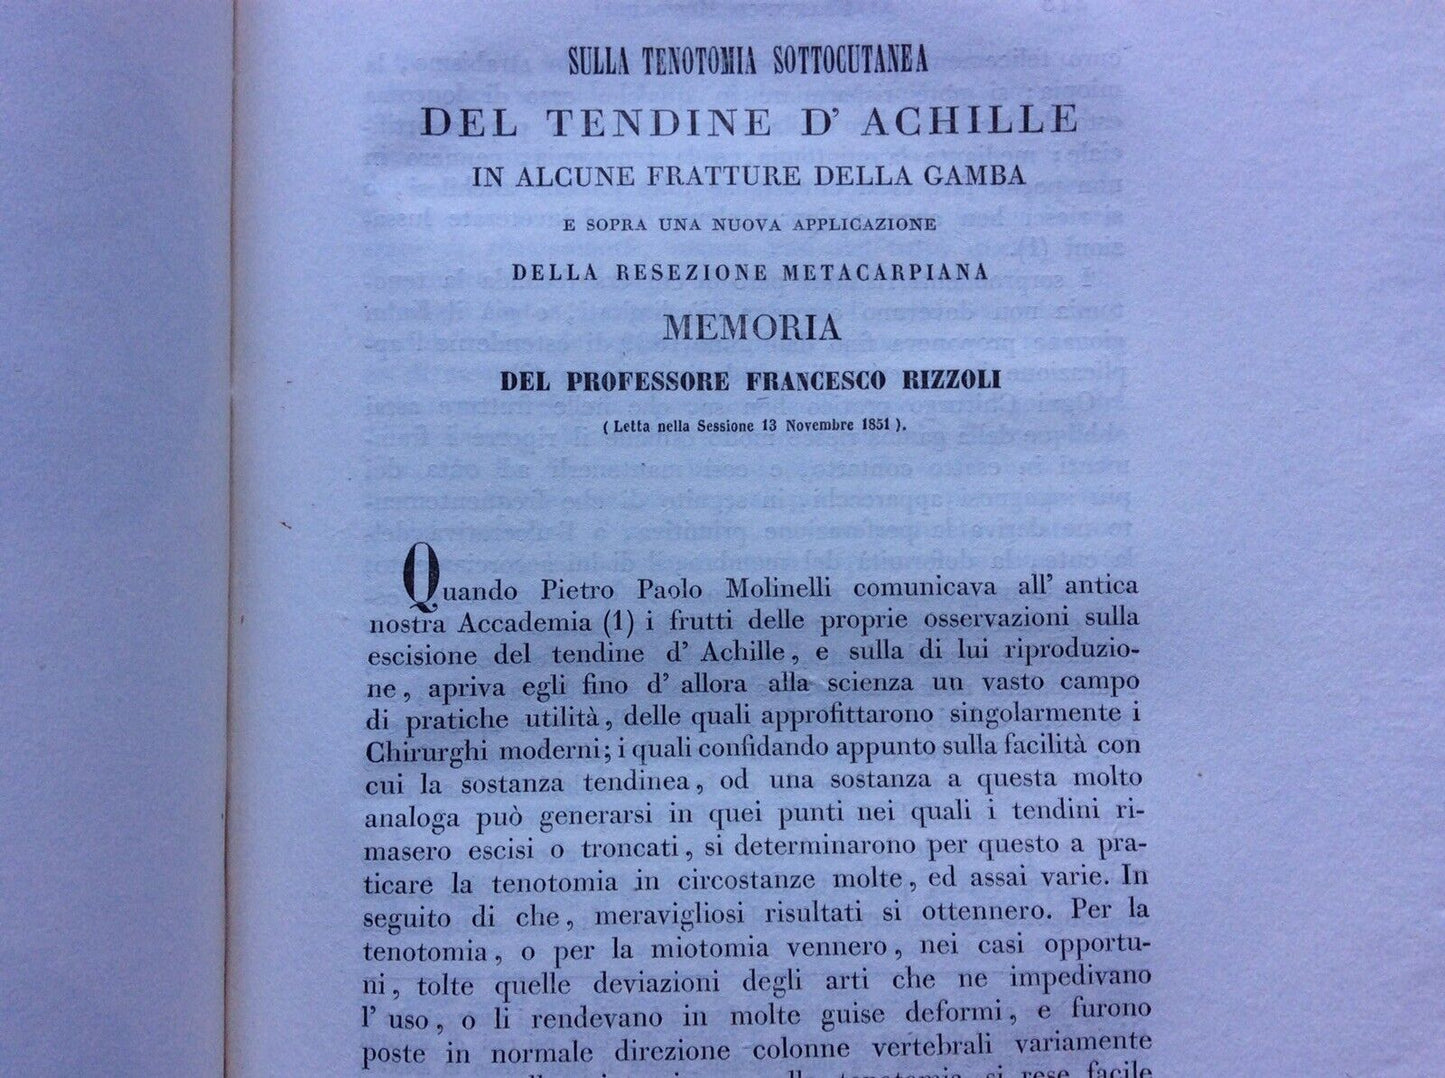 SULLA TENOTOMIA SOTTOCUTANEA
DEL TENDINE D' ACHILLE
IN ALCUNE FRATTURE DELLA GAMBA
E SOPRA UNA NUOVA APPLICAZIONE
DELLA RESEZIONE METACARPIANA
MEMORIA
DEL PROFESSORE FRANCESCO RIZZOLI
( Letta nella Sessione 13 Novembre 1851 ).
Quando Pietro Paolo Molinelli comunicava all' antica
nostra Accademia (1) i frutti delle proprie osservazioni sulla
escisione del tendine d' Achille, e sulla di lui riproduzio-
ne, apriva egli fino d' allora alla scienza un vasto campo
di pratiche utilità, delle quali approfittarono singolarmente i
Chirurghi moderni; i quali confidando appunto sulla facilità con
cui la sostanza tendinea, od una sostanza a questa molto
analoga può generarsi in quei punti nei quali i tendini ri-
masero escisi o troncati, si determinarono per questo a pra-
ticare la tenotomia in circostanze molte, ed assai varie. In
seguito di che, meravigliosi risultati si ottennero. Per la
tenotomia, o per la miotomia vennero, nei casi opportu-
ni, tolte quelle deviazioni degli arti che ne impedivano
l' uso, o li rendevano in molte guise deformi, e furono
poste in normale direzione colonne vertebrali variamente
tenotomia si rese facile